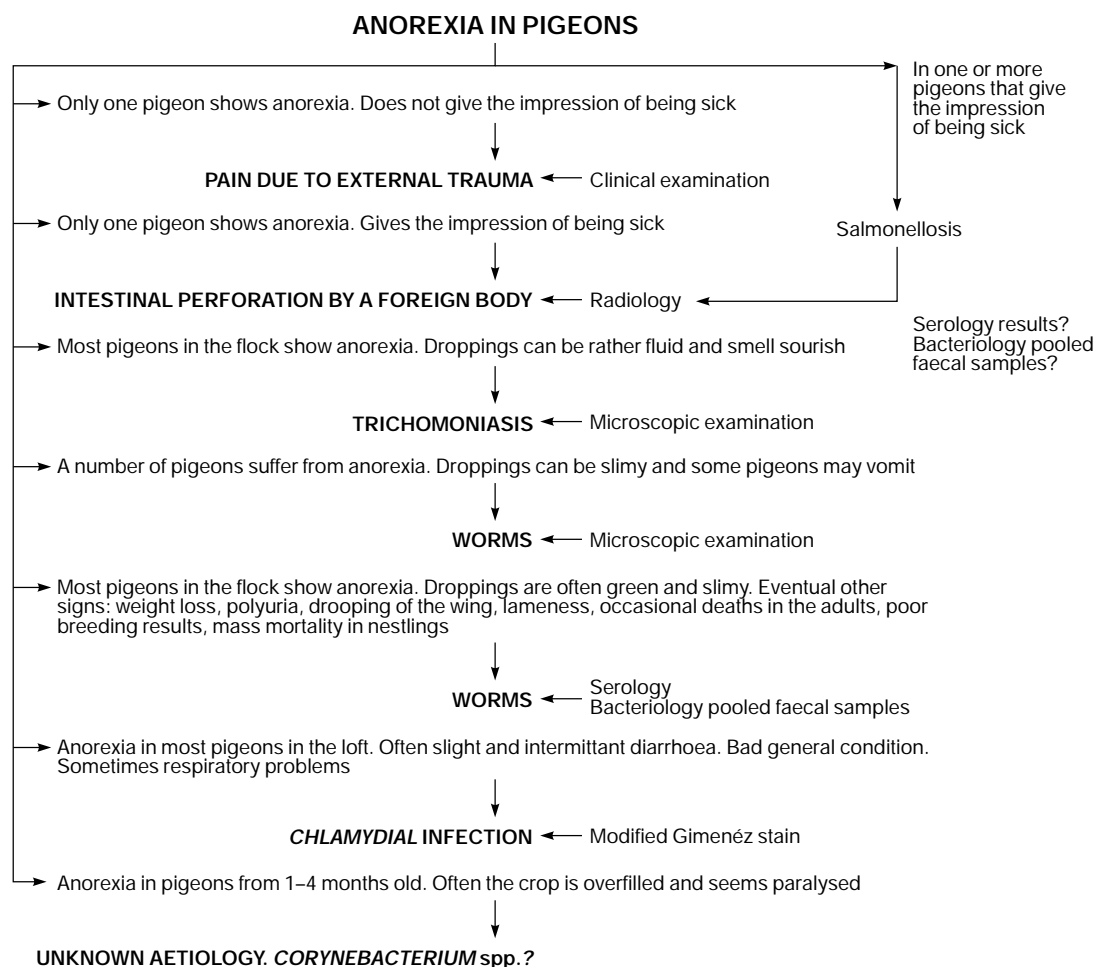 ANOREXIA IN PIGEONS
In one or more
pigeons that give
the impression
of being sick
Only one pigeon shows anorexia. Does not give the impression of being sick
PAIN DUE TO EXTERNAL TRAUMA
Clinical examination
Only one pigeon shows anorexia. Gives the impression of being sick
Salmonellosis
INTESTINAL PERFORATION BY A FOREIGN BODY
Radiology
Serology results?
Bacteriology pooled
faecal samples?
Most pigeons in the flock show anorexia. Droppings can be rather fluid and smell sourish
TRICHOMONIASIS
Microscopic examination
A number of pigeons suffer from anorexia. Droppings can be slimy and some pigeons may vomit
WORMS
Microscopic examination
Most pigeons in the flock show anorexia. Droppings are often green and slimy. Eventual other
signs: weight loss, polyuria, drooping of the wing, lameness, occasional deaths in the adults, poor
breeding results, mass mortality in nestlings
WORMS
Serology
Bacteriology pooled faecal samples
Anorexia in most pigeons in the loft. Often slight and intermittant diarrhoea. Bad general condition.
Sometimes respiratory problems
CHLAMYDIAL INFECTION
Modified Gimenéz stain
Anorexia in pigeons from 1–4 months old. Often the crop is overfilled and seems paralysed
UNKNOWN AETIOLOGY. CORYNEBACTERIUM spp.?